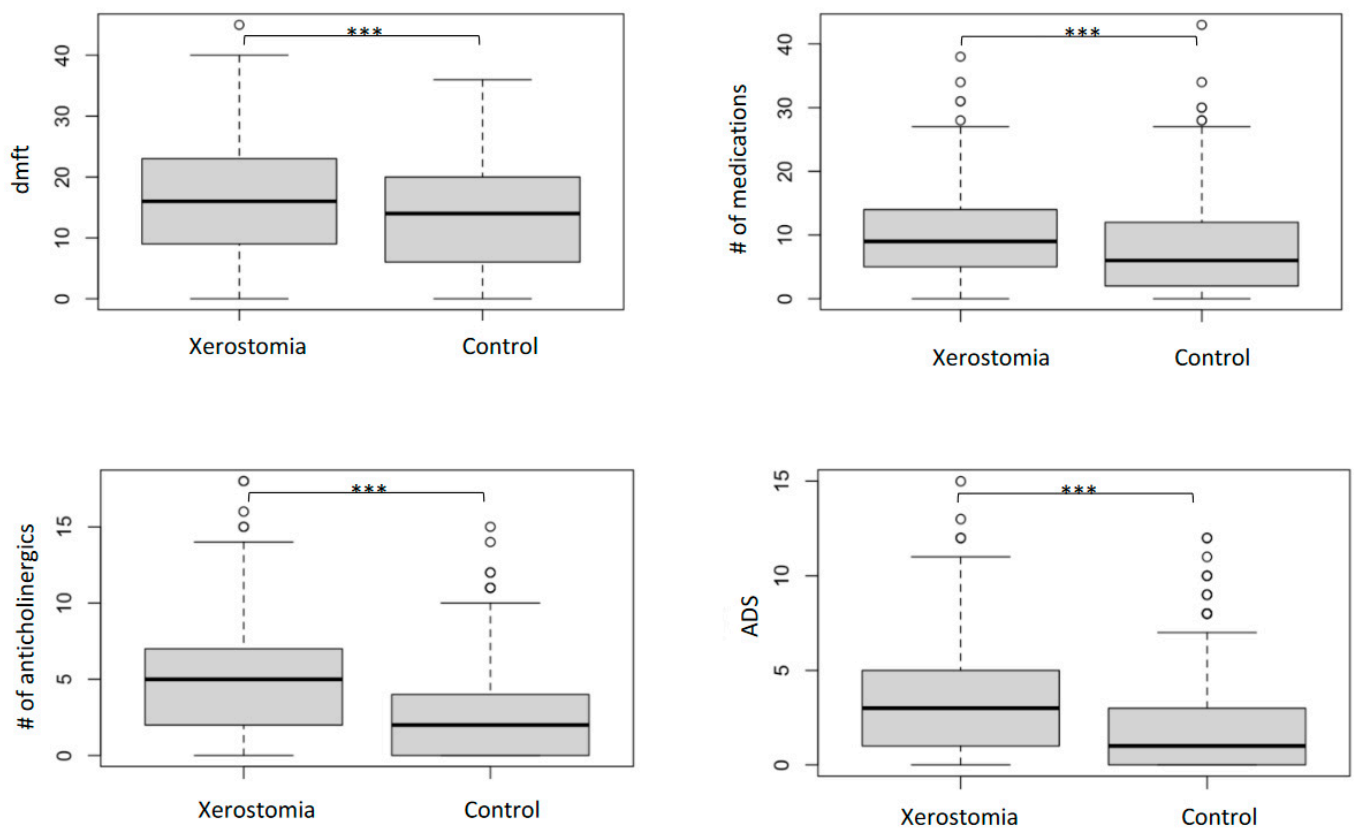 ***
dmft
40
30
20
10
0
Xerostomia Control
***
# of medications
40
30
20
10
0
Xerostomia Control
***
# of anticholinergics
15
10
5
0
Xerostomia Control
***
ADS
15
10
5
0
Xerostomia Control